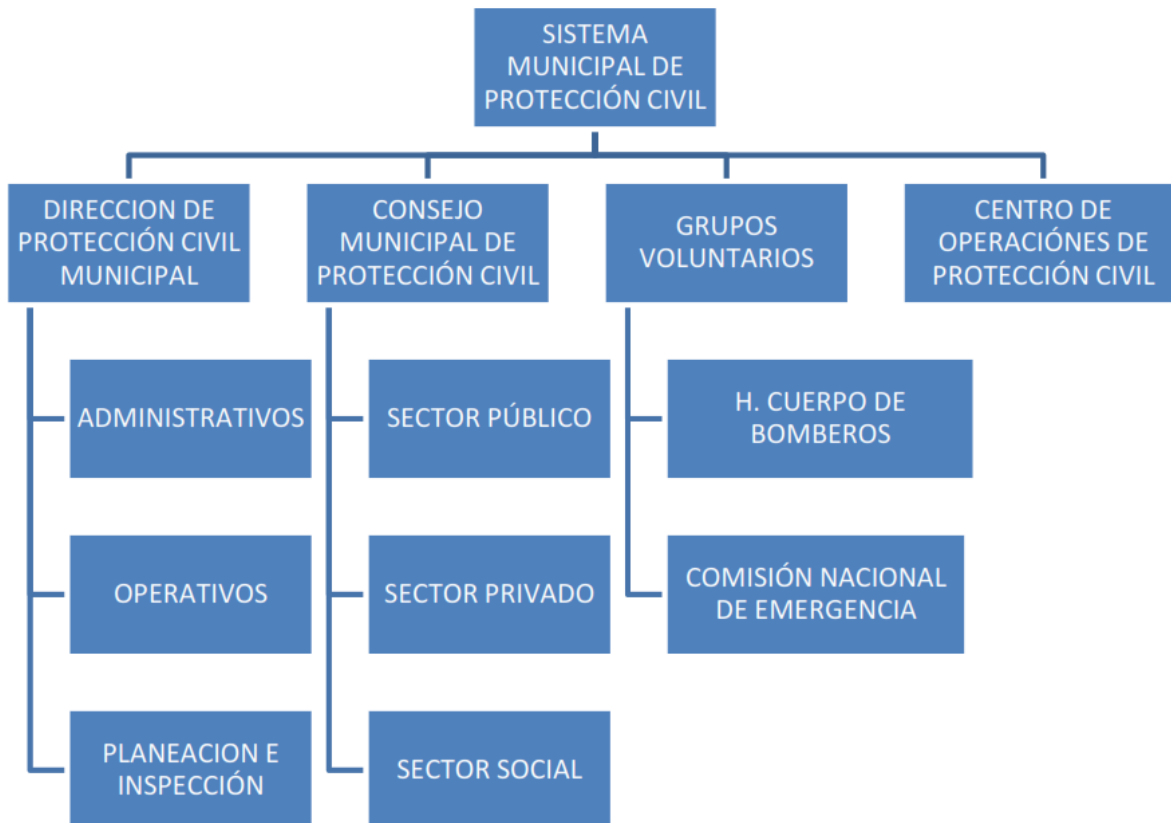 SISTEMA
MUNICIPAL DE
PROTECCIÓN CIVIL
DIRECCION DE
PROTECCIÓN CIVIL
MUNICIPAL
CONSEJO
MUNICIPAL DE
PROTECCIÓN CIVIL
GRUPOS
VOLUNTARIOS
CENTRO DE
OPERACIÓNES DE
PROTECCIÓN CIVIL
ADMINISTRATIVOS
OPERATIVOS
PLANEACION E
INSPECCIÓN
SECTOR PÚBLICO
SECTOR PRIVADO
SECTOR SOCIAL
H. CUERPO DE
BOMBEROS
COMISIÓN NACIONAL
DE EMERGENCIA